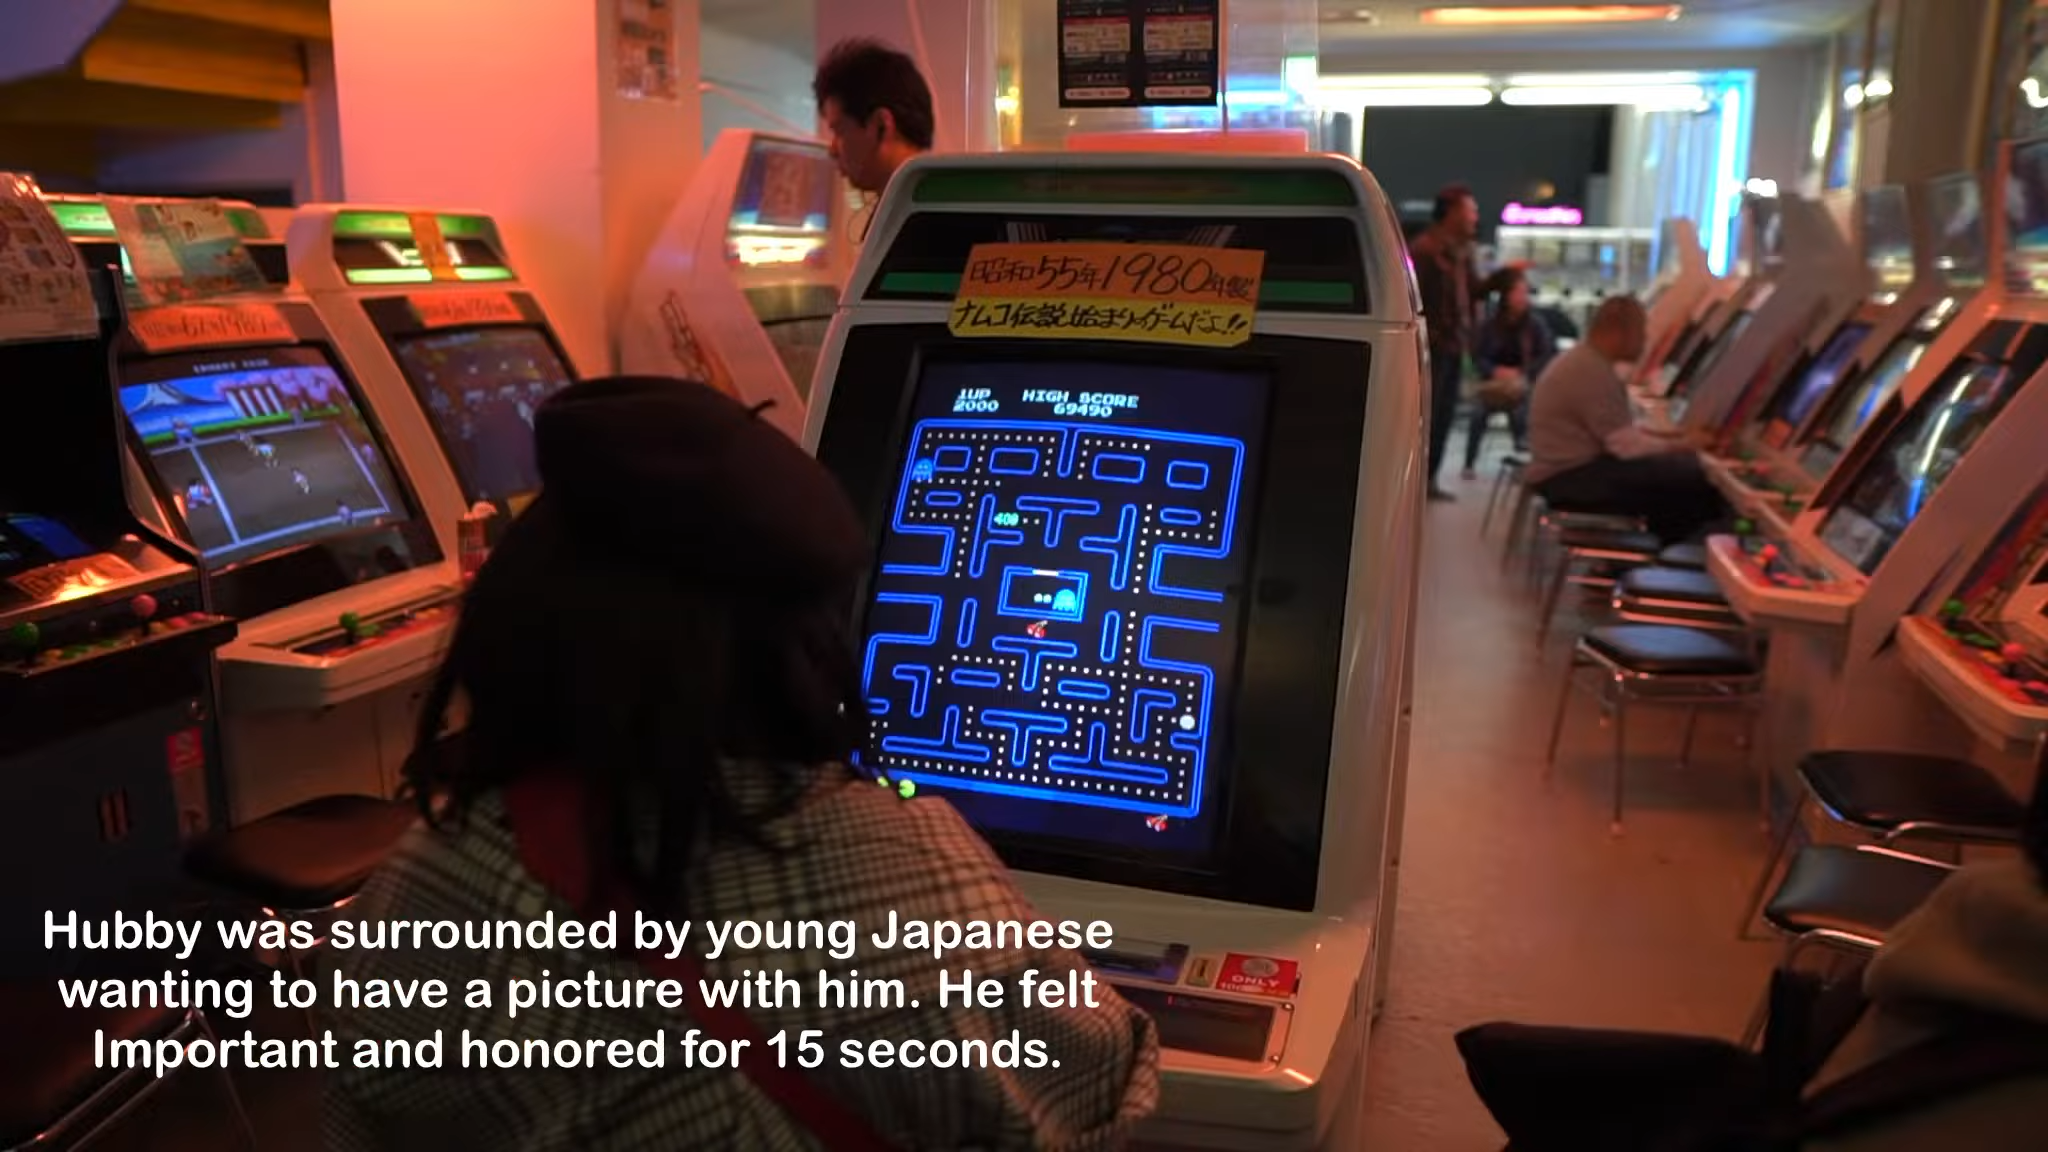 昭和55年1980年製
ナムコ伝説始まりゲームだよ!!
1UP HIGH SCORE
2000 69490
400
ONLY
Hubby was surrounded by young Japanese
wanting to have a picture with him. He felt
Important and honored for 15 seconds.